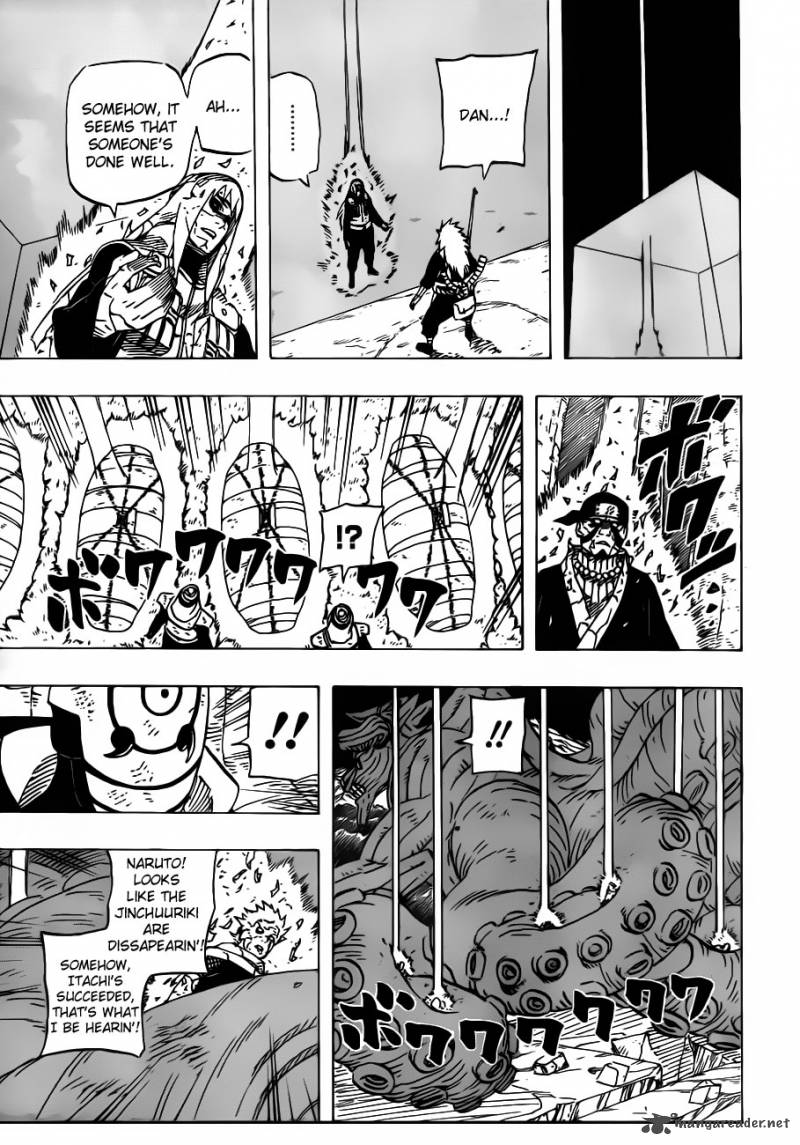 DAN...!
.........
AH...
SOMEHOW, IT
SEEMS THAT
SOMEONE'S
DONE WELL.
ボワワッ
!?
ボワワワワワ
!!
ボワワワワワ
!!
NARUTO!
LOOKS
LIKE THE
JINCHUURIKI
ARE
DISSAPEARIN'!
SOMEHOW,
ITACHI'S
SUCCEEDED,
THAT'S WHAT
I BE HEARIN'!
mangareader.net